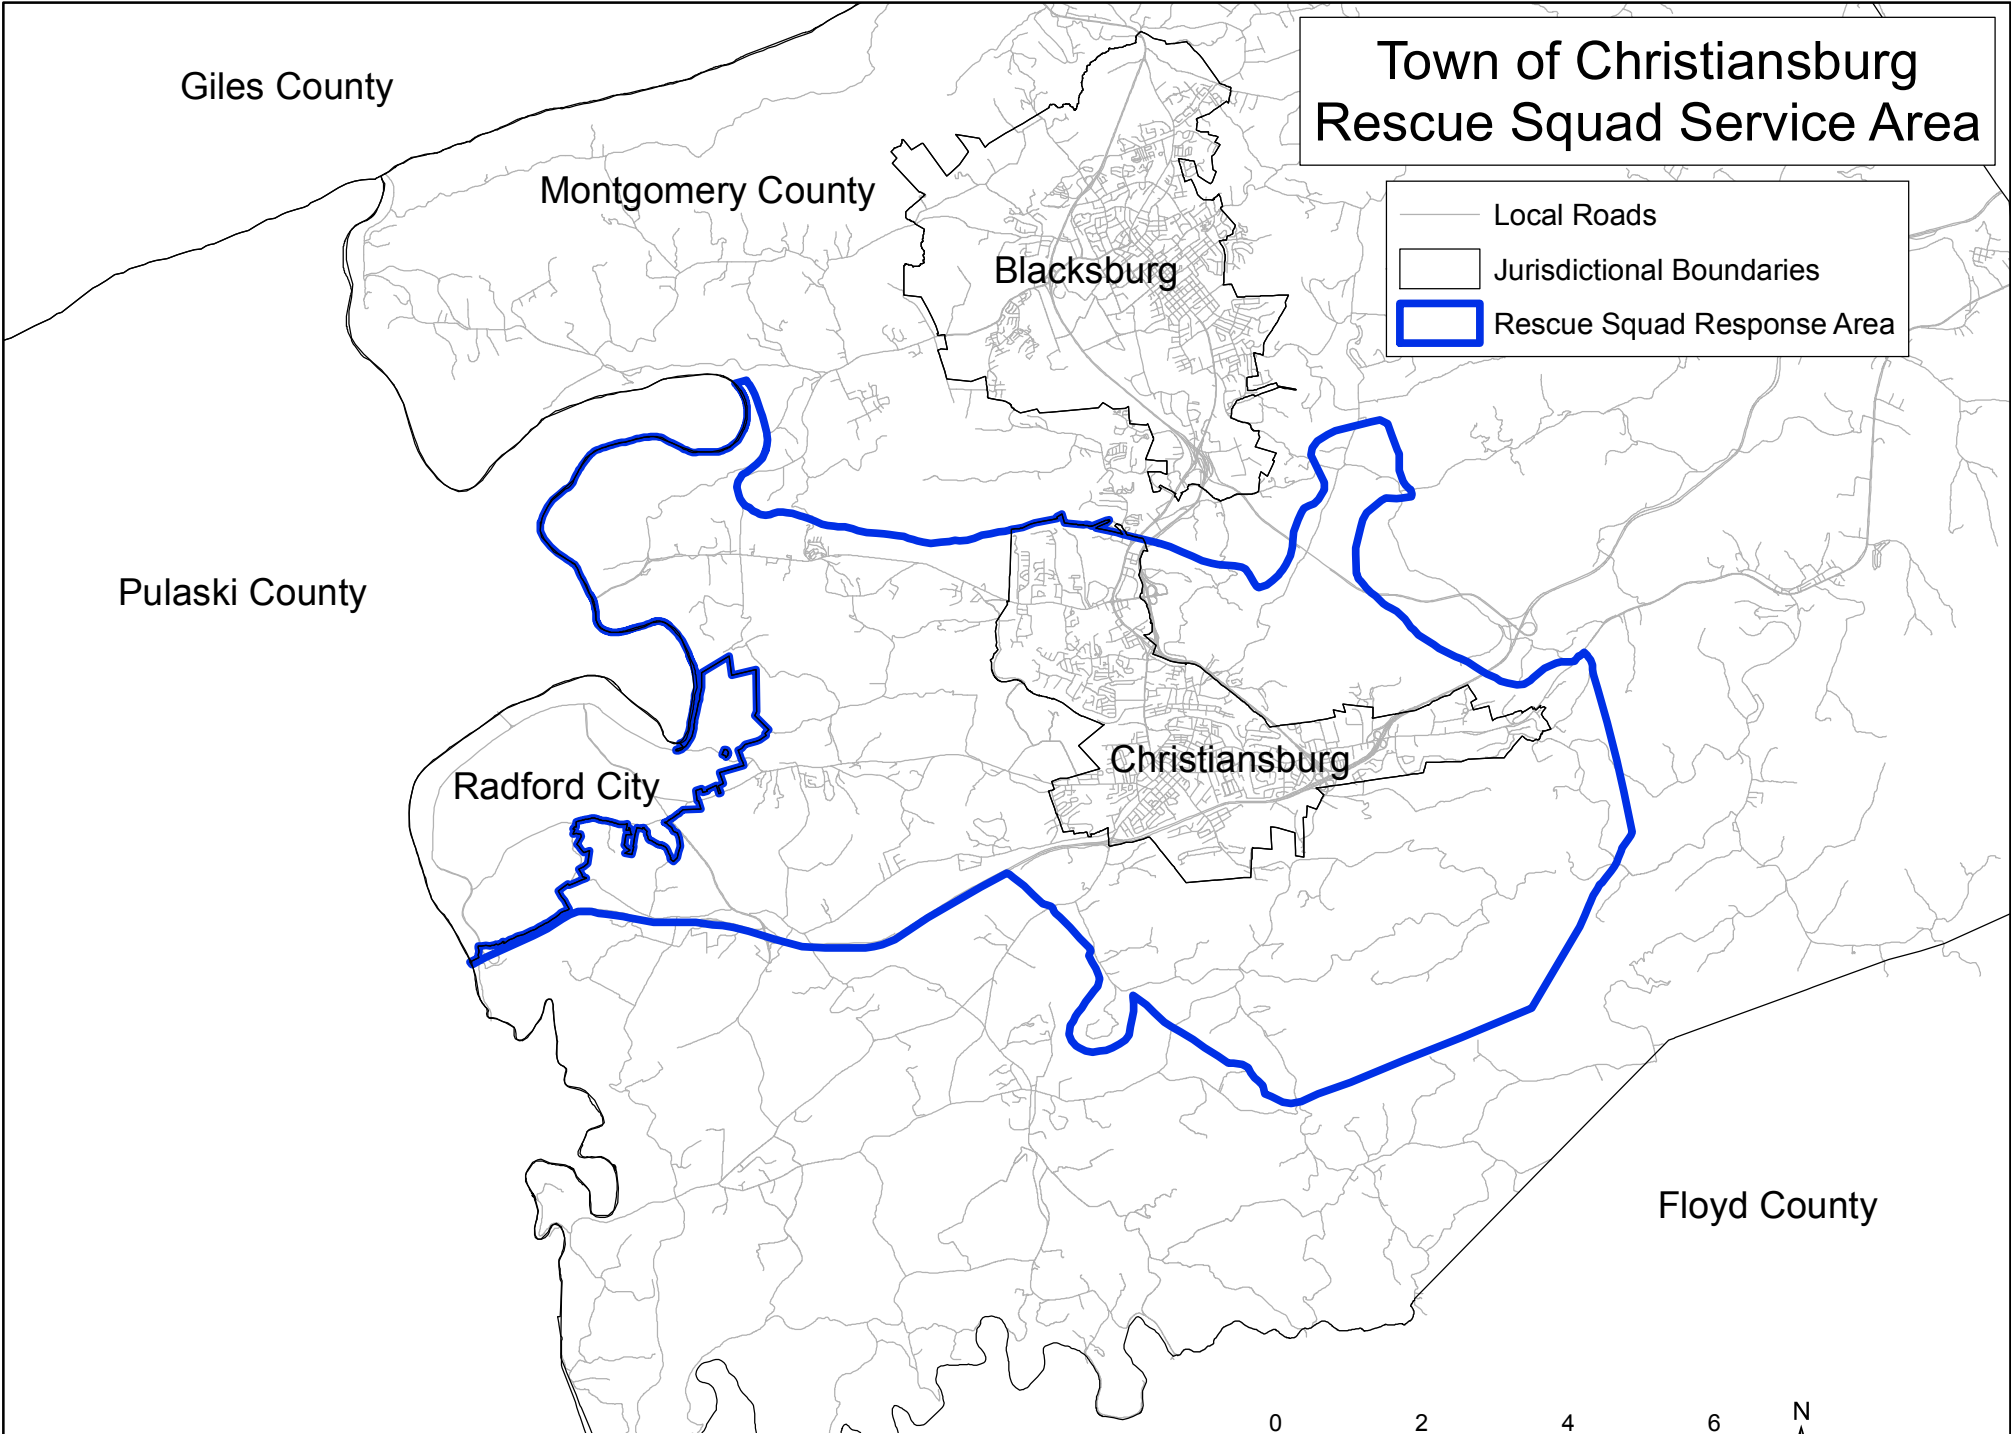 Town of Christiansburg
Rescue Squad Service Area
Local Roads
Jurisdictional Boundaries
Rescue Squad Response Area
Giles County
Montgomery County
Blacksburg
Pulaski County
Christiansburg
Radford City
Floyd County
0 2 4 6
N